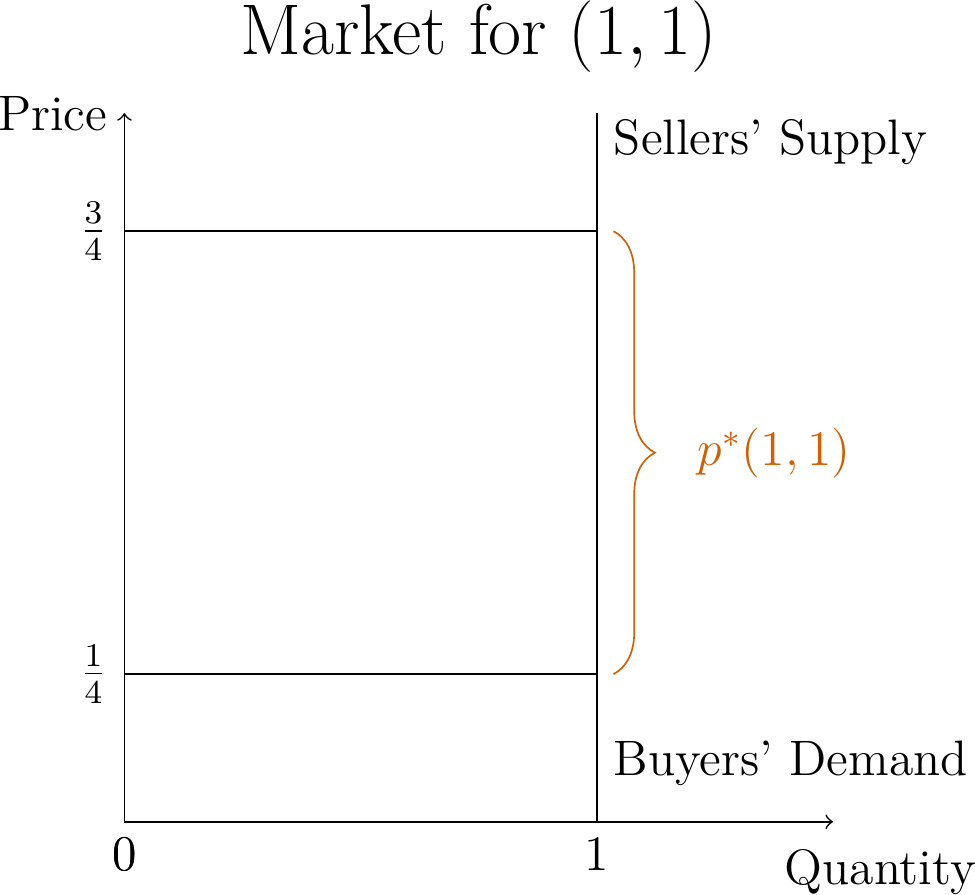 Market for (1, 1)
Price
Sellers' Supply
3/4
p*(1, 1)
1/4
Buyers' Demand
0
1
Quantity